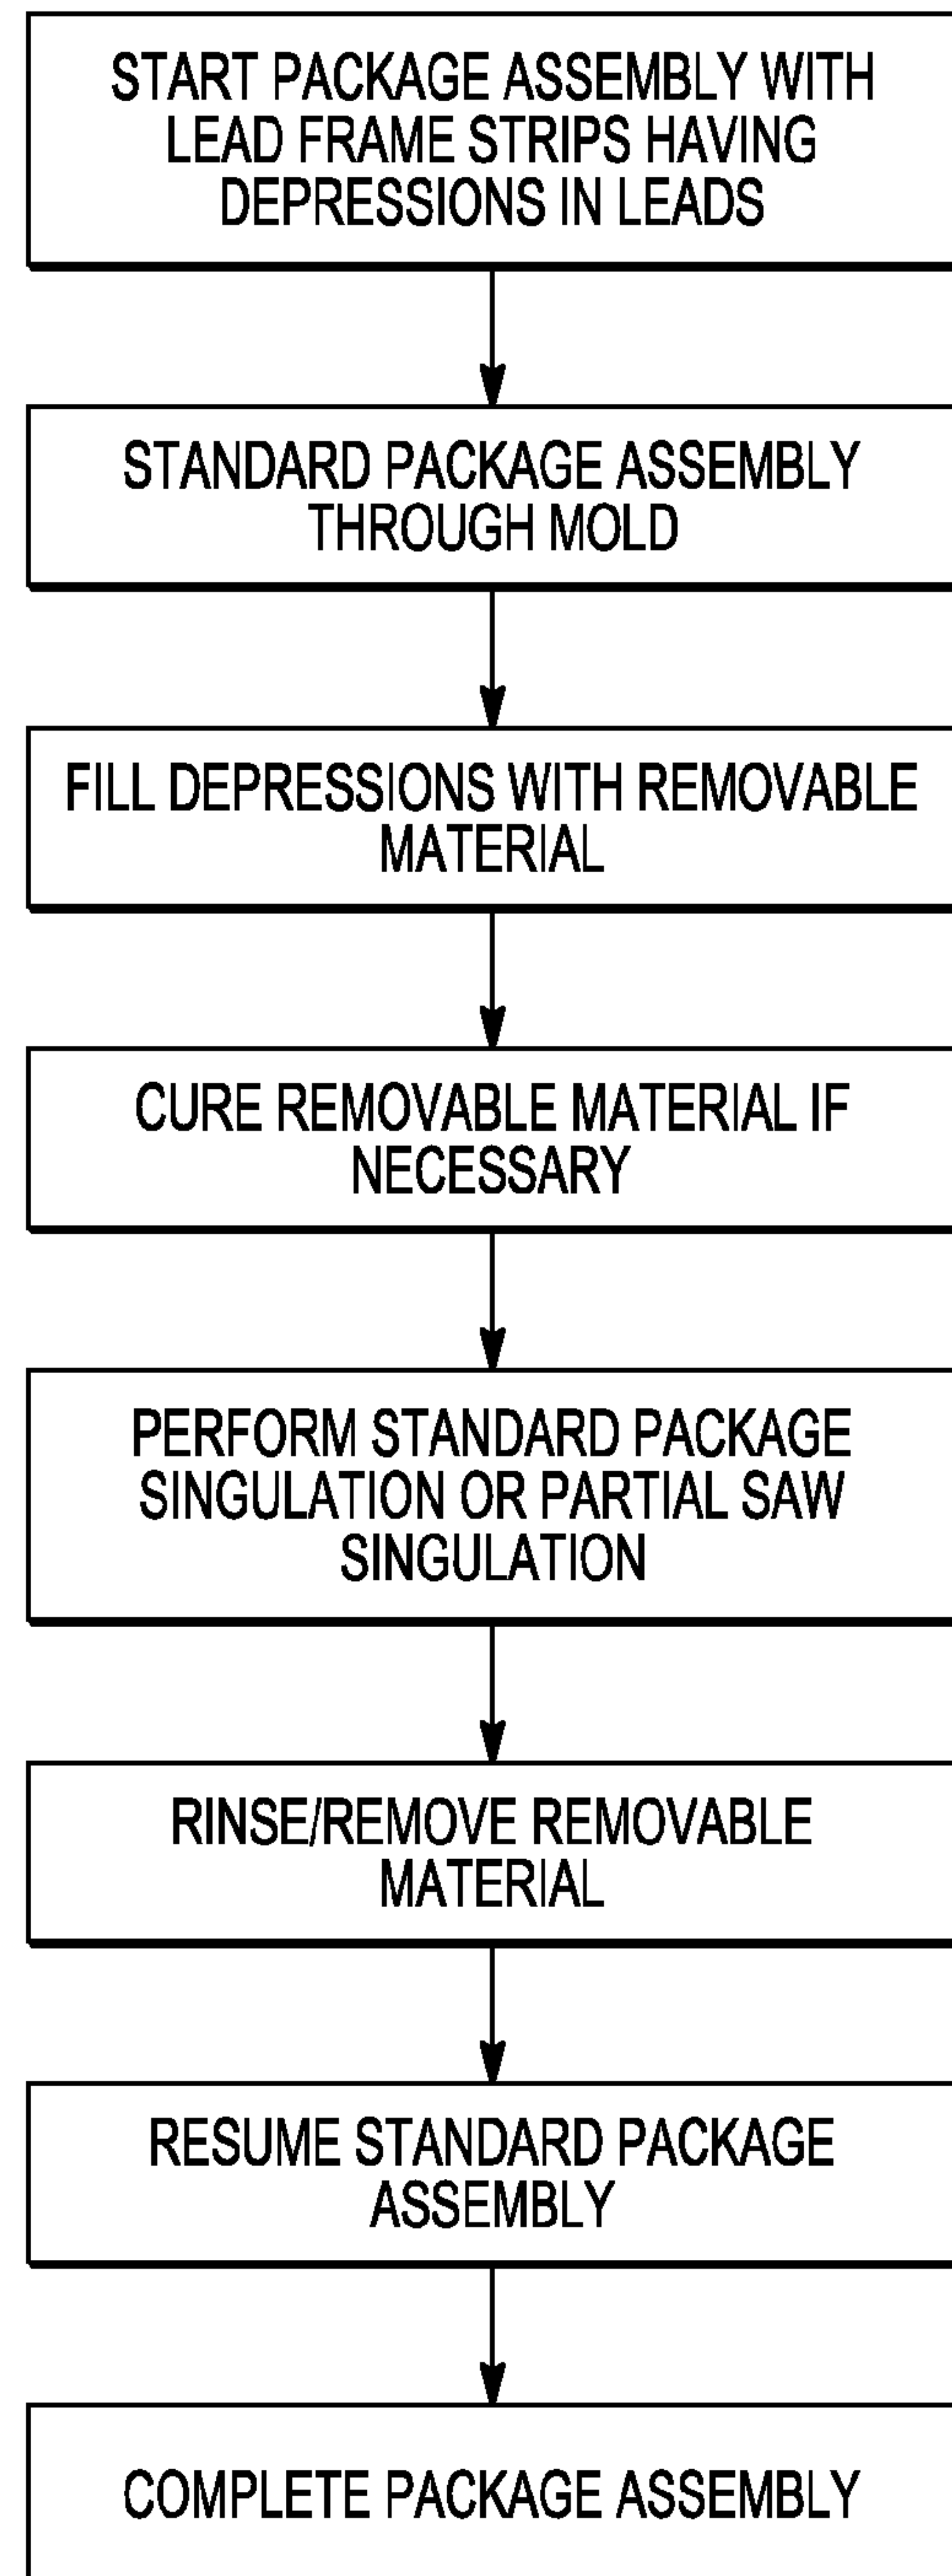 START PACKAGE ASSEMBLY WITH
LEAD FRAME STRIPS HAVING
DEPRESSIONS IN LEADS
STANDARD PACKAGE ASSEMBLY
THROUGH MOLD
FILL DEPRESSIONS WITH REMOVABLE
MATERIAL
CURE REMOVABLE MATERIAL IF
NECESSARY
PERFORM STANDARD PACKAGE
SINGULATION OR PARTIAL SAW
SINGULATION
RINSE/REMOVE REMOVABLE
MATERIAL
RESUME STANDARD PACKAGE
ASSEMBLY
COMPLETE PACKAGE ASSEMBLY